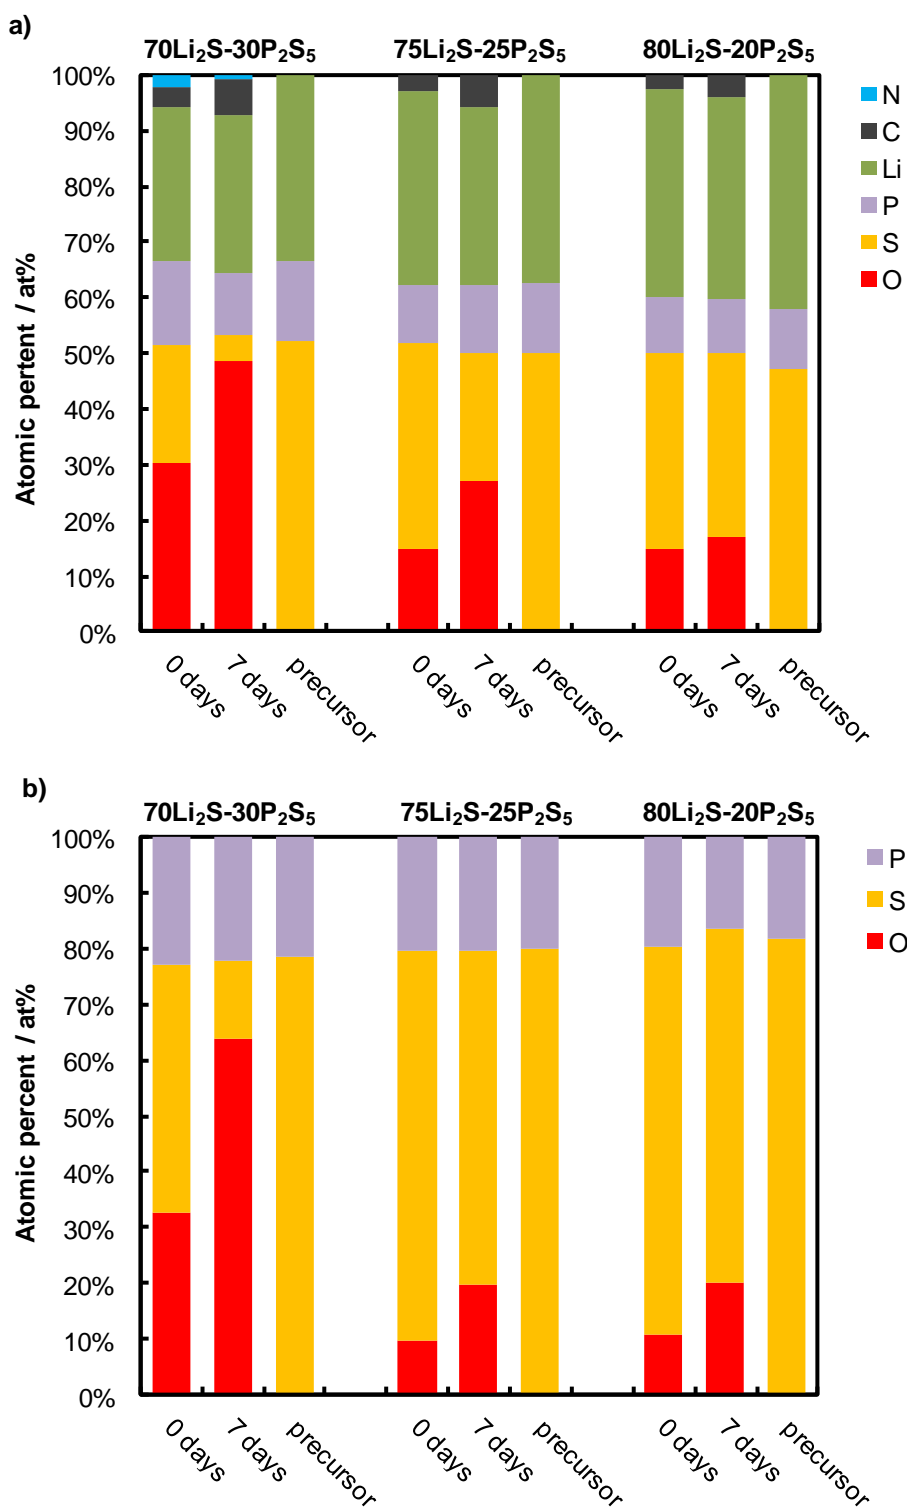 a)
70Li₂S-30P₂S₅ 75Li₂S-25P₂S₅ 80Li₂S-20P₂S₅
Atomic pertent / at%
100%
90%
80%
70%
60%
50%
40%
30%
20%
10%
0%
N
C
Li
P
S
O
0 days 7 days precursor 0 days 7 days precursor 0 days 7 days precursor
b)
70Li₂S-30P₂S₅ 75Li₂S-25P₂S₅ 80Li₂S-20P₂S₅
Atomic percent / at%
100%
90%
80%
70%
60%
50%
40%
30%
20%
10%
0%
P
S
O
0 days 7 days precursor 0 days 7 days precursor 0 days 7 days precursor